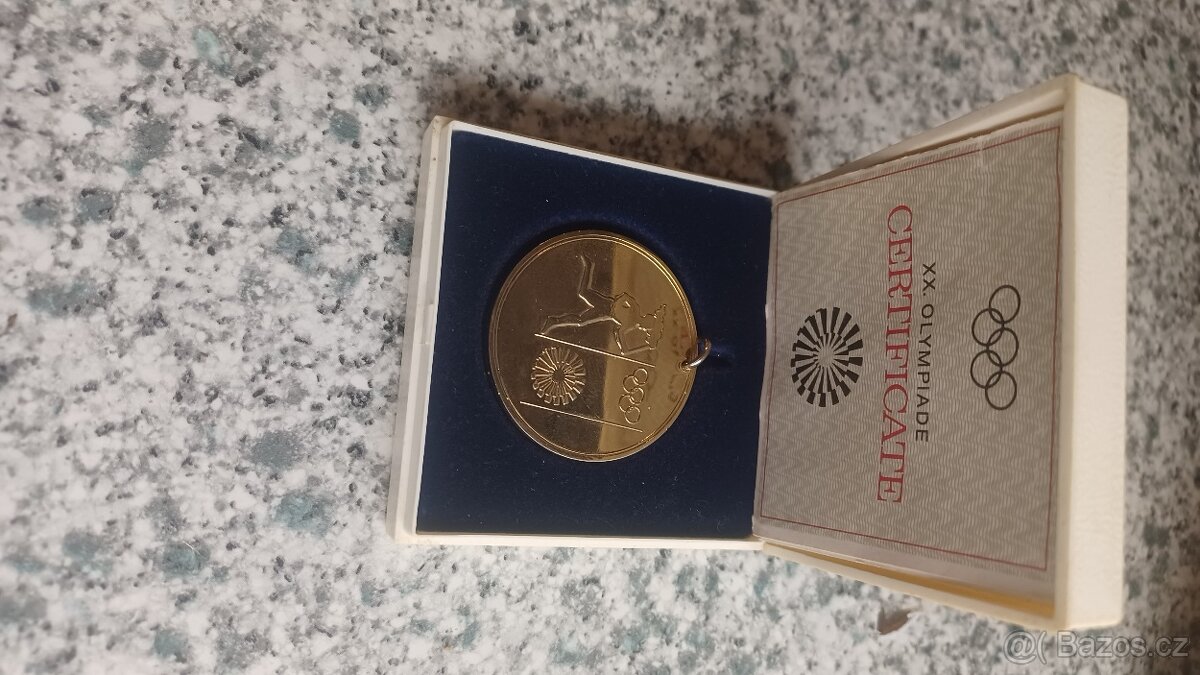 XX. OLYMPIADE
CERTIFICATE
@( Bazos.cz